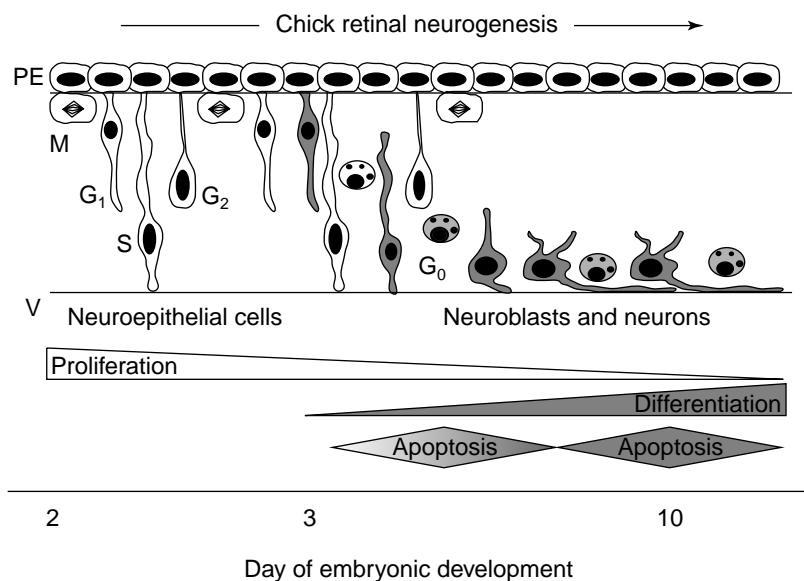 Chick retinal neurogenesis
PE
M
G₁
G₂
S
G₀
V
Neuroepithelial cells
Neuroblasts and neurons
Proliferation
Differentiation
Apoptosis
Apoptosis
2
3
10
Day of embryonic development